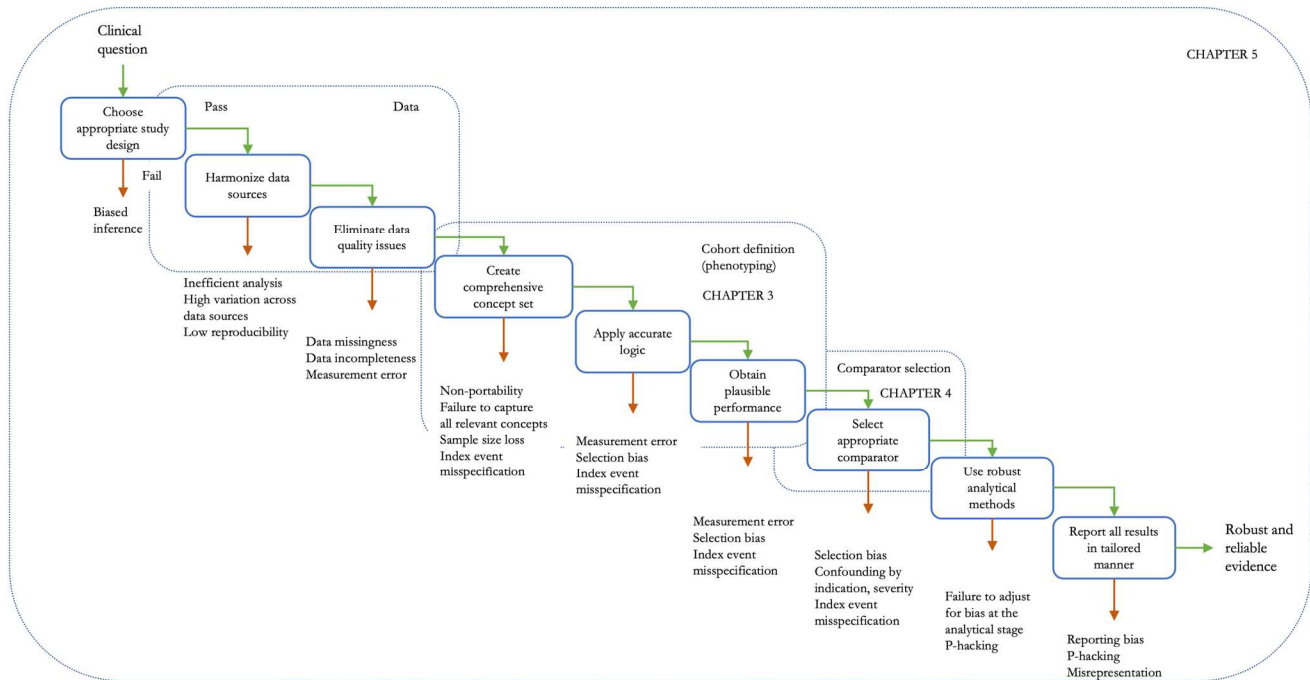 Clinical
question
CHAPTER 5
Choose
appropriate study
design
Pass
Data
Fail
Biased
inference
Harmonize data
sources
Inefficient analysis
High variation across
data sources
Low reproducibility
Eliminate data
quality issues
Data missingness
Data incompleteness
Measurement error
Cohort definition
(phenotyping)
CHAPTER 3
Create
comprehensive
concept set
Non-portability
Failure to capture
all relevant concepts
Sample size loss
Index event
misspecification
Apply accurate
logic
Measurement error
Selection bias
Index event
misspecification
Obtain
plausible
performance
Measurement error
Selection bias
Index event
misspecification
Comparator selection
CHAPTER 4
Select
appropriate
comparator
Selection bias
Confounding by
indication, severity
Index event
misspecification
Use robust
analytical
methods
Failure to adjust
for bias at the
analytical stage
P-hacking
Report all results
in tailored
manner
Reporting bias
P-hacking
Misrepresentation
Robust and
reliable
evidence